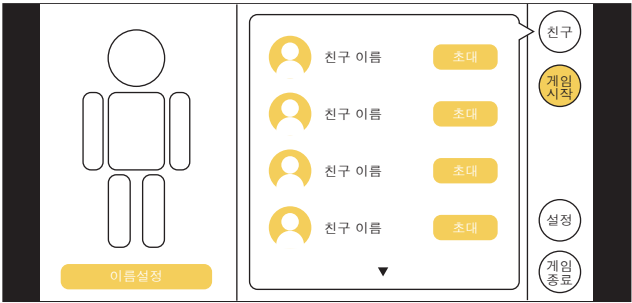 이름설정
친구 이름 초대
친구 이름 초대
친구 이름 초대
친구 이름 초대
친구
게임
시작
설정
게임
종료